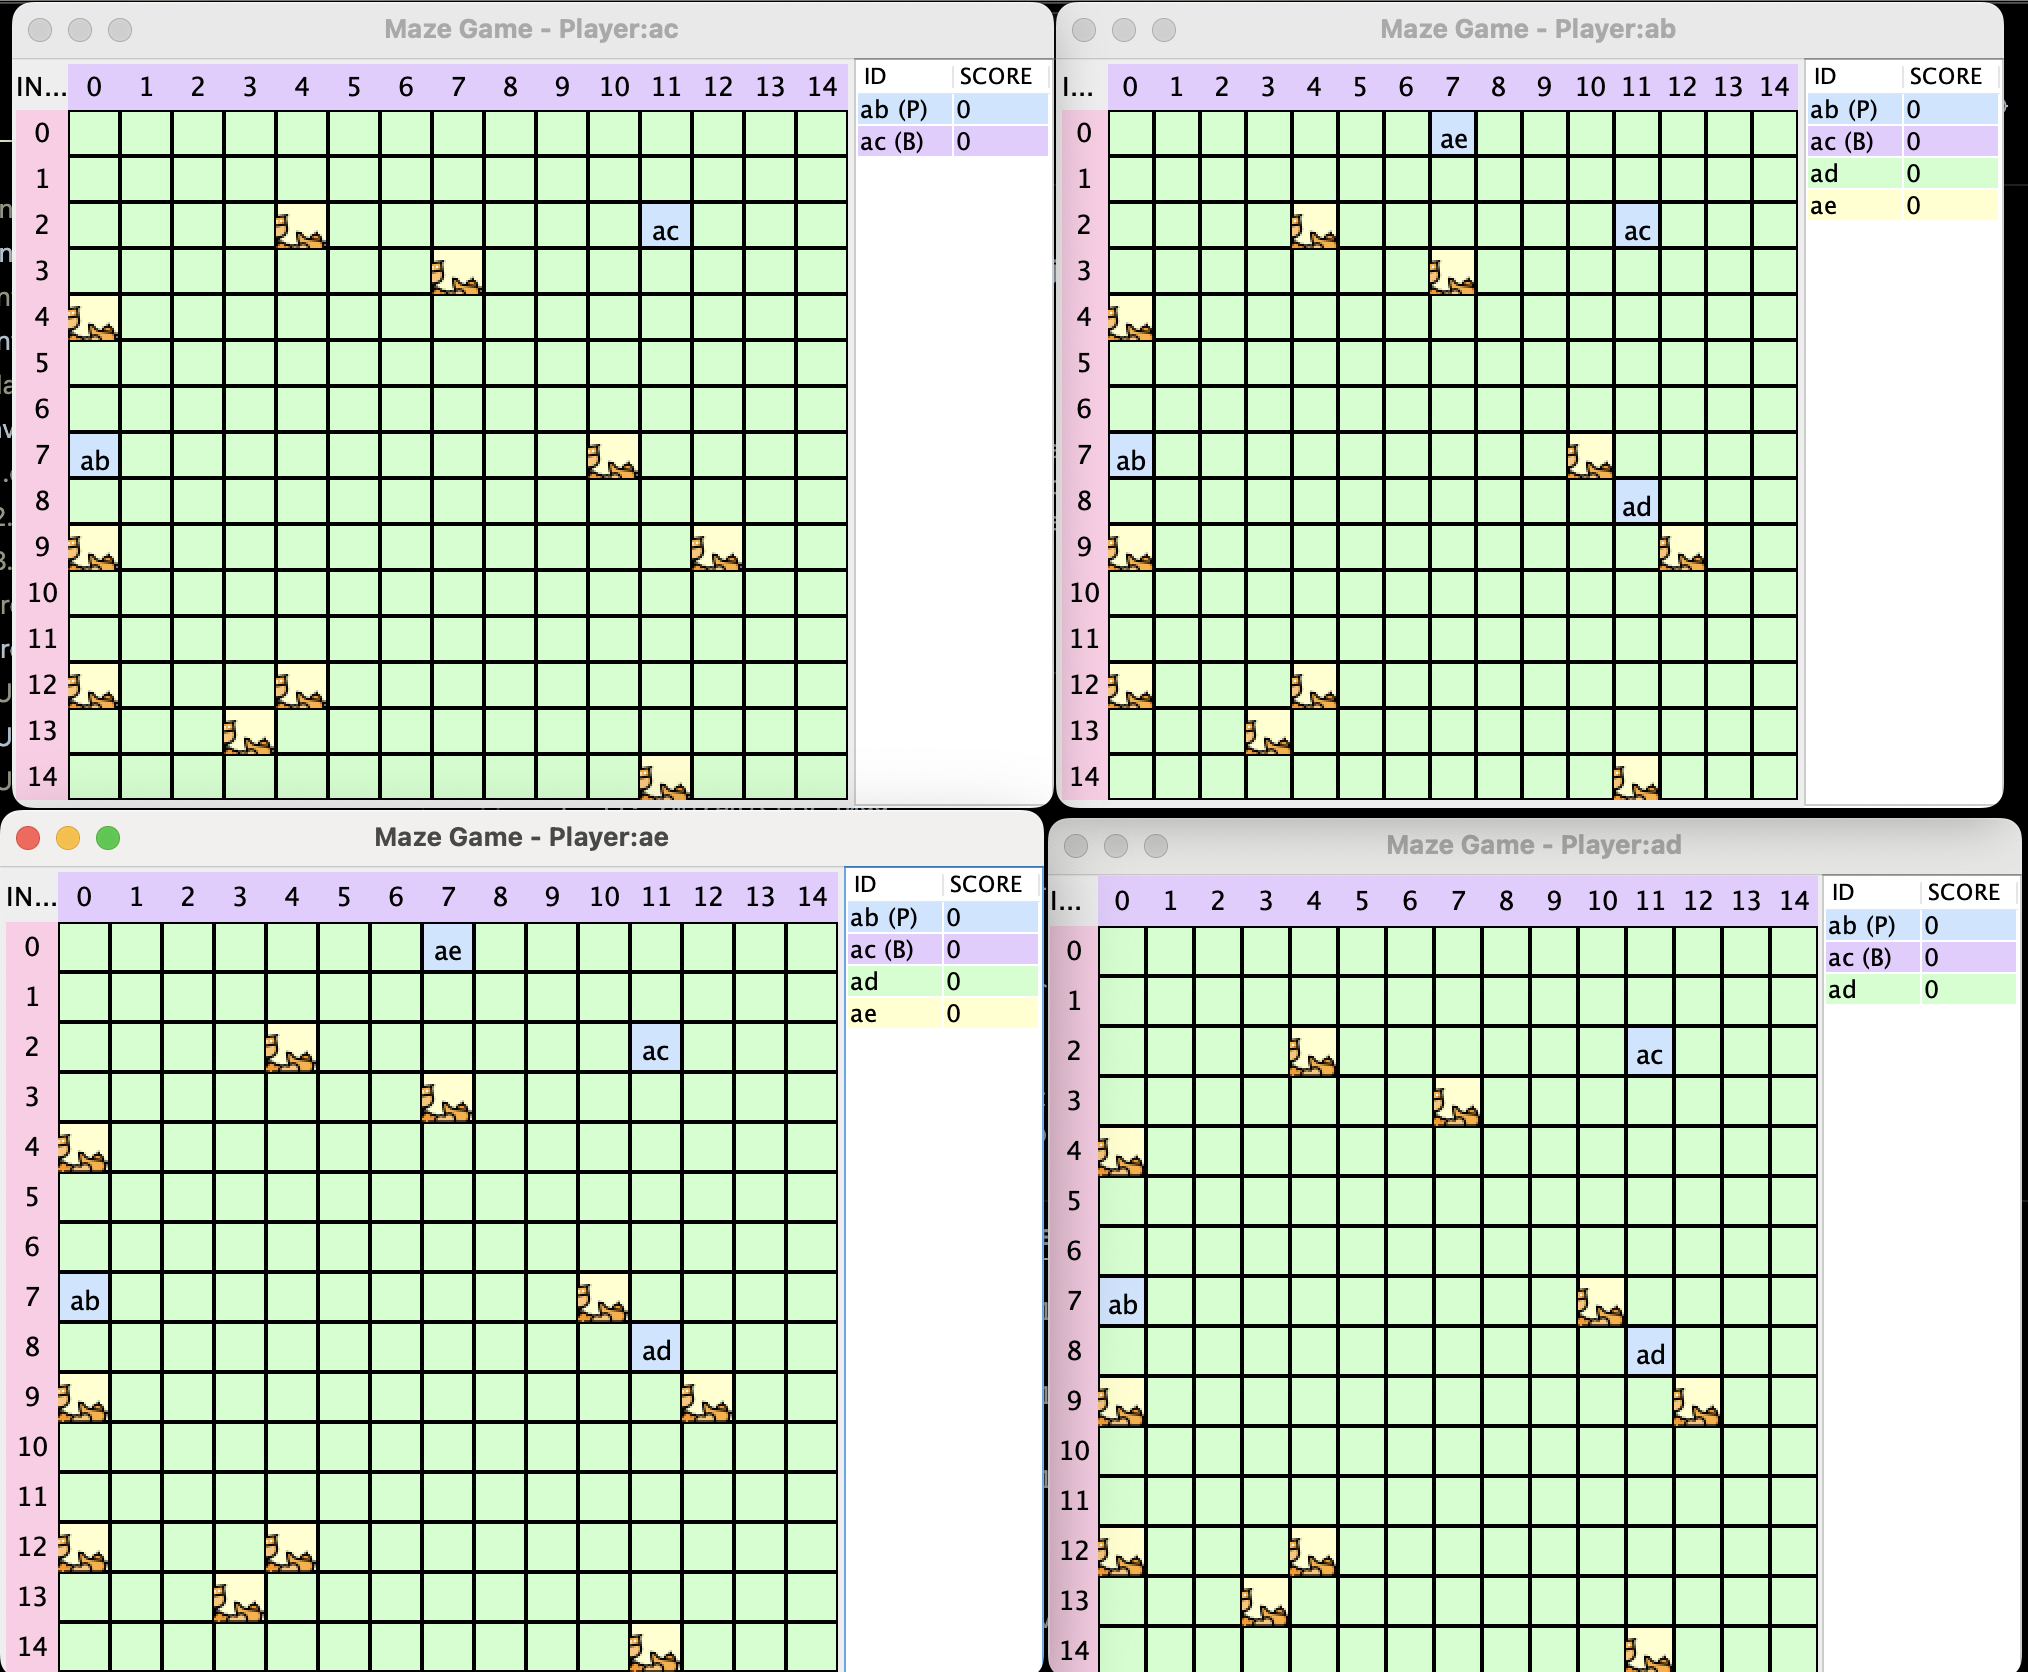 Maze Game - Player:ac
IN... 0 1 2 3 4 5 6 7 8 9 10 11 12 13 14
ID SCORE
ab (P) 0
ac (B) 0
0
1
2 ac
3
4
5
6
7 ab
8
9
10
11
12
13
14
Maze Game - Player:ab
I... 0 1 2 3 4 5 6 7 8 9 10 11 12 13 14
ID SCORE
ab (P) 0
ac (B) 0
ad 0
ae 0
0 ae
1
2 ac
3
4
5
6
7 ab
8 ad
9
10
11
12
13
14
Maze Game - Player:ae
IN... 0 1 2 3 4 5 6 7 8 9 10 11 12 13 14
ID SCORE
ab (P) 0
ac (B) 0
ad 0
ae 0
0 ae
1
2 ac
3
4
5
6
7 ab
8 ad
9
10
11
12
13
14
Maze Game - Player:ad
I... 0 1 2 3 4 5 6 7 8 9 10 11 12 13 14
ID SCORE
ab (P) 0
ac (B) 0
ad 0
0
1
2 ac
3
4
5
6
7 ab
8 ad
9
10
11
12
13
14